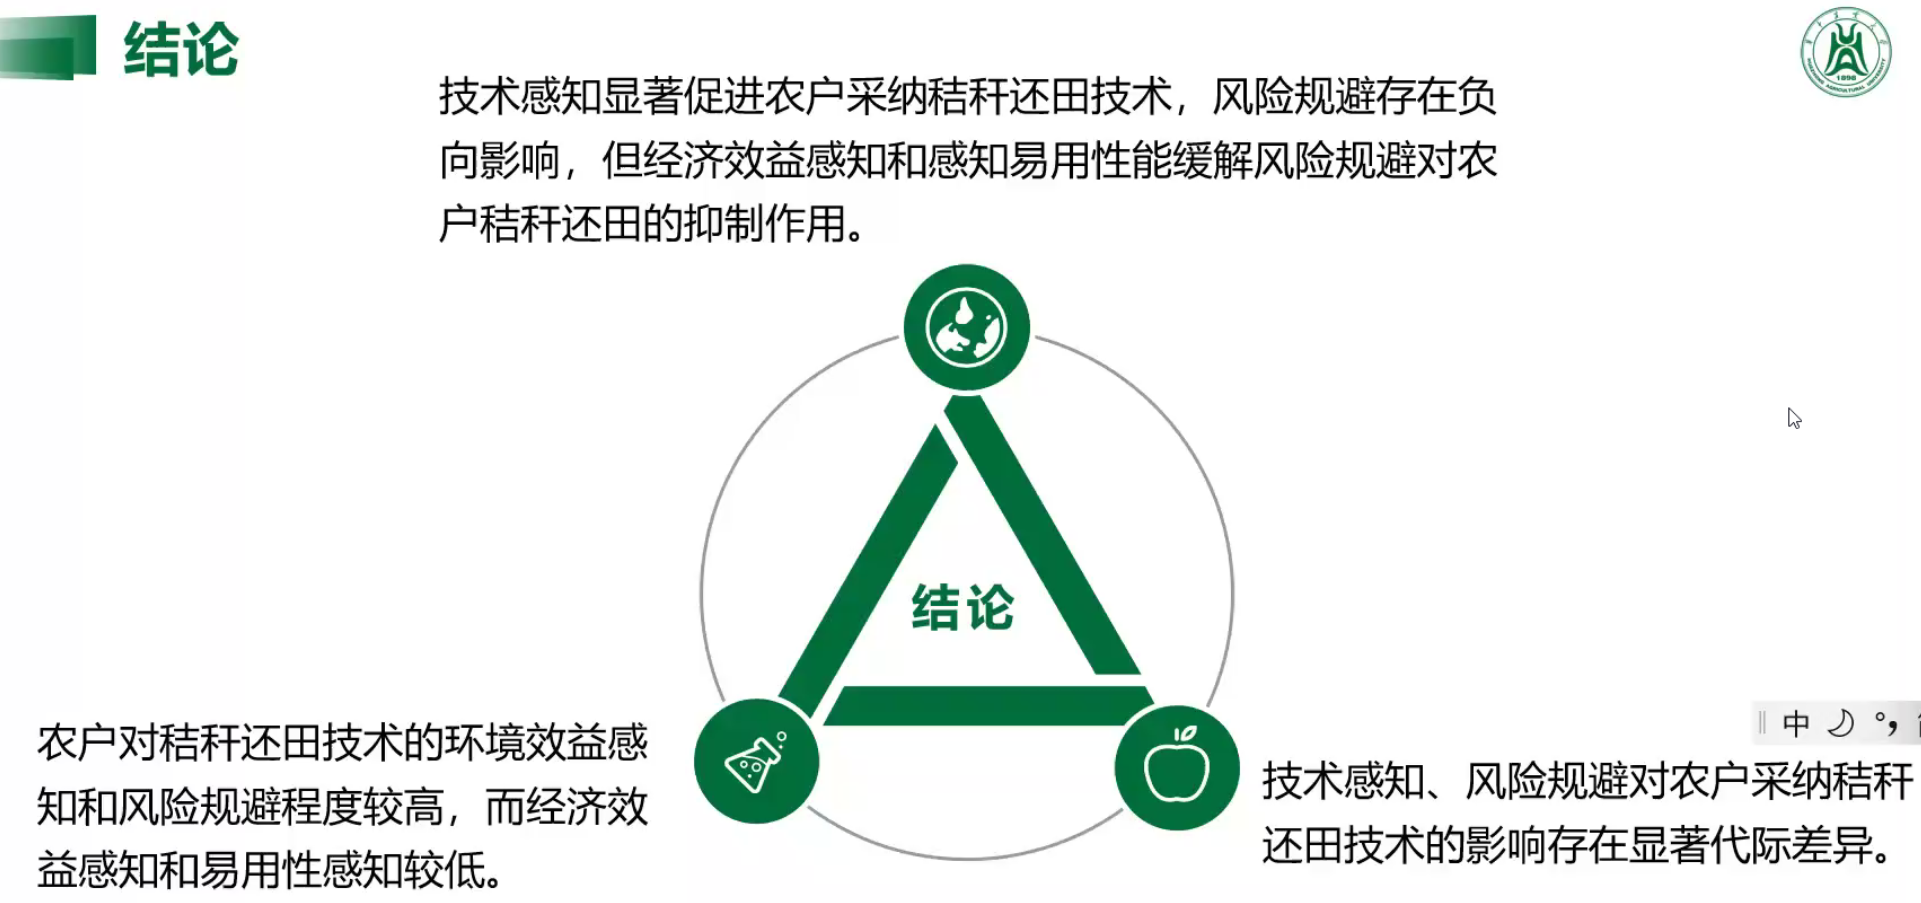 结论
技术感知显著促进农户采纳秸秆还田技术，风险规避存在负
向影响，但经济效益感知和感知易用性能缓解风险规避对农
户秸秆还田的抑制作用。
结论
农户对秸秆还田技术的环境效益感
知和风险规避程度较高，而经济效
益感知和易用性感知较低。
技术感知、风险规避对农户采纳秸秆
还田技术的影响存在显著代际差异。
中
1898
HUAZHONG AGRICULTURAL UNIVERSITY